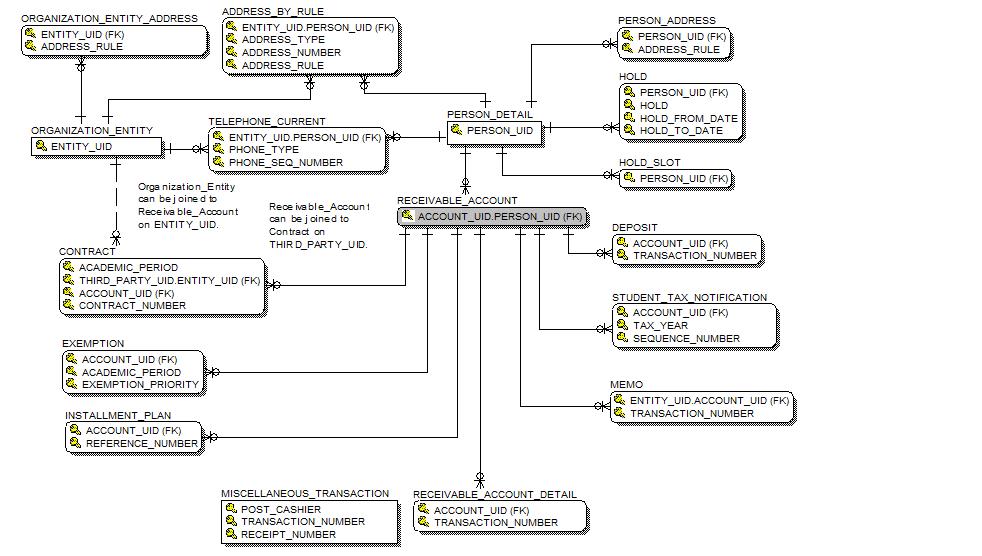 ORGANIZATION_ENTITY_ADDRESS
ENTITY_UID (FK)
ADDRESS_RULE
ADDRESS_BY_RULE
ENTITY_UID.PERSON_UID (FK)
ADDRESS_TYPE
ADDRESS_NUMBER
ADDRESS_RULE
PERSON_ADDRESS
PERSON_UID (FK)
ADDRESS_RULE
HOLD
PERSON_UID (FK)
HOLD
HOLD_FROM_DATE
HOLD_TO_DATE
ORGANIZATION_ENTITY
ENTITY_UID
TELEPHONE_CURRENT
ENTITY_UID.PERSON_UID (FK)
PHONE_TYPE
PHONE_SEQ_NUMBER
PERSON_DETAIL
PERSON_UID
HOLD_SLOT
PERSON_UID (FK)
Organization_Entity
can be joined to
Receivable_Account
on ENTITY_UID.
Receivable_Account
can be joined to
Contract on
THIRD_PARTY_UID.
RECEIVABLE_ACCOUNT
ACCOUNT_UID.PERSON_UID (FK)
DEPOSIT
ACCOUNT_UID (FK)
TRANSACTION_NUMBER
CONTRACT
ACADEMIC_PERIOD
THIRD_PARTY_UID.ENTITY_UID (FK)
ACCOUNT_UID (FK)
CONTRACT_NUMBER
STUDENT_TAX_NOTIFICATION
ACCOUNT_UID (FK)
TAX_YEAR
SEQUENCE_NUMBER
EXEMPTION
ACCOUNT_UID (FK)
ACADEMIC_PERIOD
EXEMPTION_PRIORITY
MEMO
ENTITY_UID.ACCOUNT_UID (FK)
TRANSACTION_NUMBER
INSTALLMENT_PLAN
ACCOUNT_UID (FK)
REFERENCE_NUMBER
MISCELLANEOUS_TRANSACTION
POST_CASHIER
TRANSACTION_NUMBER
RECEIPT_NUMBER
RECEIVABLE_ACCOUNT_DETAIL
ACCOUNT_UID (FK)
TRANSACTION_NUMBER